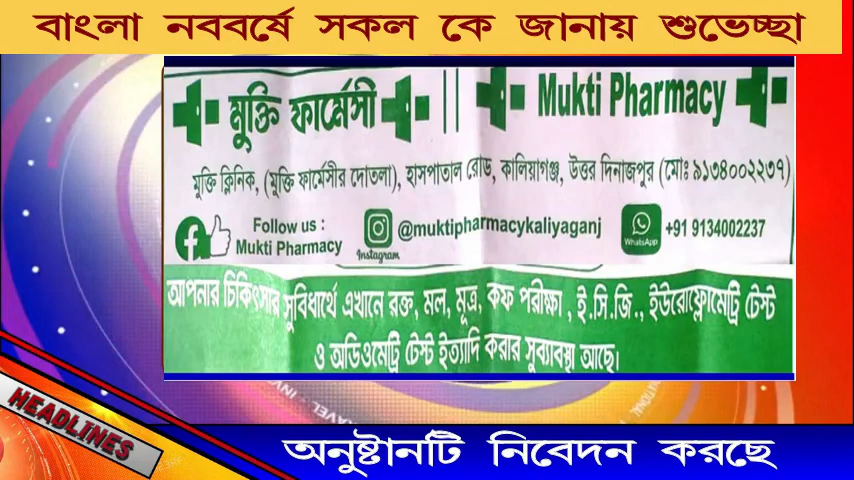 বাংলা নববর্ষে সকল কে জানায় শুভেচ্ছা
মুক্তি ফার্মেসী || Mukti Pharmacy
মুক্তি ক্লিনিক, (মুক্তি ফার্মেসীর দোতলা), হাসপাতাল রোড, কালিয়াগঞ্জ, উত্তর দিনাজপুর (মোঃ ৯১৩৪০০২২৩৭)
Follow us :
Mukti Pharmacy
Instagram
@muktipharmacykaliyaganj
WhatsApp
+91 9134002237
আপনার চিকিৎসার সুবিধার্থে এখানে রক্ত, মল, মূত্র, কফ পরীক্ষা , ই.সি.জি., ইউরোফ্লোমেট্রি টেস্ট
ও অডিওমেট্রি টেস্ট ইত্যাদি করার সুব্যাবস্থা আছে।
HEADLINES
অনুষ্টানটি নিবেদন করছে